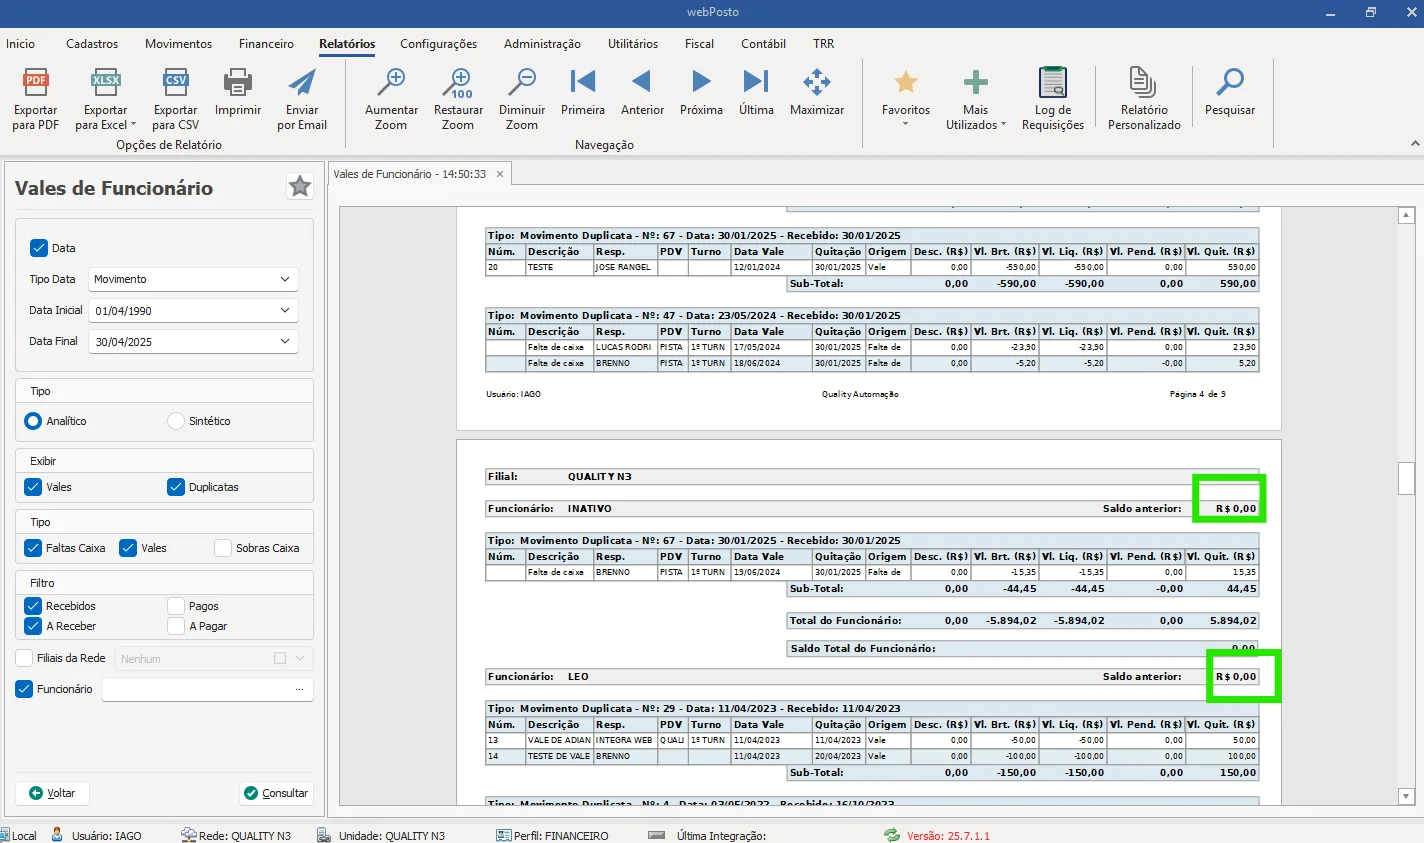 webPosto
Inicio Cadastros Movimentos Financeiro Relatórios Configurações Administração Utilitários Fiscal Contábil TRR
PDF XLSX CSV 100
Exportar para PDF
Exportar para Excel
Exportar para CSV
Imprimir
Enviar por Email
Aumentar Zoom
Restaurar Zoom
Diminuir Zoom
Primeira
Anterior
Próxima
Última
Maximizar
Favoritos
Mais Utilizados
Log de Requisições
Relatório Personalizado
Pesquisar
Opções de Relatório
Navegação
Vales de Funcionário
Data
Tipo Data Movimento
Data Inicial 01/04/1990
Data Final 30/04/2025
Tipo
Analítico Sintético
Exibir
Vales Duplicatas
Tipo
Faltas Caixa Vales Sobras Caixa
Filtro
Recebidos Pagos
A Receber A Pagar
Filiais da Rede Nenhum
Funcionário ...
Voltar Consultar
Vales de Funcionário - 14:50:33
Tipo: Movimento Duplicata - Nº: 67 - Data: 30/01/2025 - Recebido: 30/01/2025
Núm. Descrição Resp. PDV Turno Data Vale Quitação Origem Desc. (R$) Vl. Brt. (R$) Vl. Liq. (R$) Vl. Pend. (R$) Vl. Quit. (R$)
20 TESTE JOSE RANGEL 12/01/2024 30/01/2025 Vale 0,00 -590,00 -590,00 0,00 590,00
Sub-Total: 0,00 -590,00 -590,00 0,00 590,00
Tipo: Movimento Duplicata - Nº: 47 - Data: 23/05/2024 - Recebido: 30/01/2025
Núm. Descrição Resp. PDV Turno Data Vale Quitação Origem Desc. (R$) Vl. Brt. (R$) Vl. Liq. (R$) Vl. Pend. (R$) Vl. Quit. (R$)
Falta de caixa LUCAS RODRI PISTA 1º TURN 17/05/2024 30/01/2025 Falta de 0,00 -23,90 -23,90 0,00 23,90
Falta de caixa BRENNO PISTA 1º TURN 18/06/2024 30/01/2025 Falta de 0,00 -5,20 -5,20 -0,00 5,20
Usuário: IAGO Quality Automação Página 4 de 9
Filial: QUALITY N3
Funcionário: INATIVO Saldo anterior: R$ 0,00
Tipo: Movimento Duplicata - Nº: 67 - Data: 30/01/2025 - Recebido: 30/01/2025
Núm. Descrição Resp. PDV Turno Data Vale Quitação Origem Desc. (R$) Vl. Brt. (R$) Vl. Liq. (R$) Vl. Pend. (R$) Vl. Quit. (R$)
Falta de caixa BRENNO PISTA 1º TURN 19/06/2024 30/01/2025 Falta de 0,00 -15,35 -15,35 0,00 15,35
Sub-Total: 0,00 -44,45 -44,45 -0,00 44,45
Total do Funcionário: 0,00 -5.894,02 -5.894,02 0,00 5.894,02
Saldo Total do Funcionário: 0,00
Funcionário: LEO Saldo anterior: R$ 0,00
Tipo: Movimento Duplicata - Nº: 29 - Data: 11/04/2023 - Recebido: 11/04/2023
Núm. Descrição Resp. PDV Turno Data Vale Quitação Origem Desc. (R$) Vl. Brt. (R$) Vl. Liq. (R$) Vl. Pend. (R$) Vl. Quit. (R$)
13 VALE DE ADIAN INTEGRA WEB QUALI 1º TURN 11/04/2023 11/04/2023 Vale 0,00 -50,00 -50,00 0,00 50,00
14 TESTE DE VALE BRENNO 11/04/2023 20/04/2023 Vale 0,00 -100,00 -100,00 0,00 100,00
Sub-Total: 0,00 -150,00 -150,00 0,00 150,00
Tipo: Movimento Duplicata - Nº: 4 - Data: 03/05/2022 - Recebido: 16/10/2023
Local Usuário: IAGO Rede: QUALITY N3 Unidade: QUALITY N3 Perfil: FINANCEIRO Última Integração: Versão: 25.7.1.1